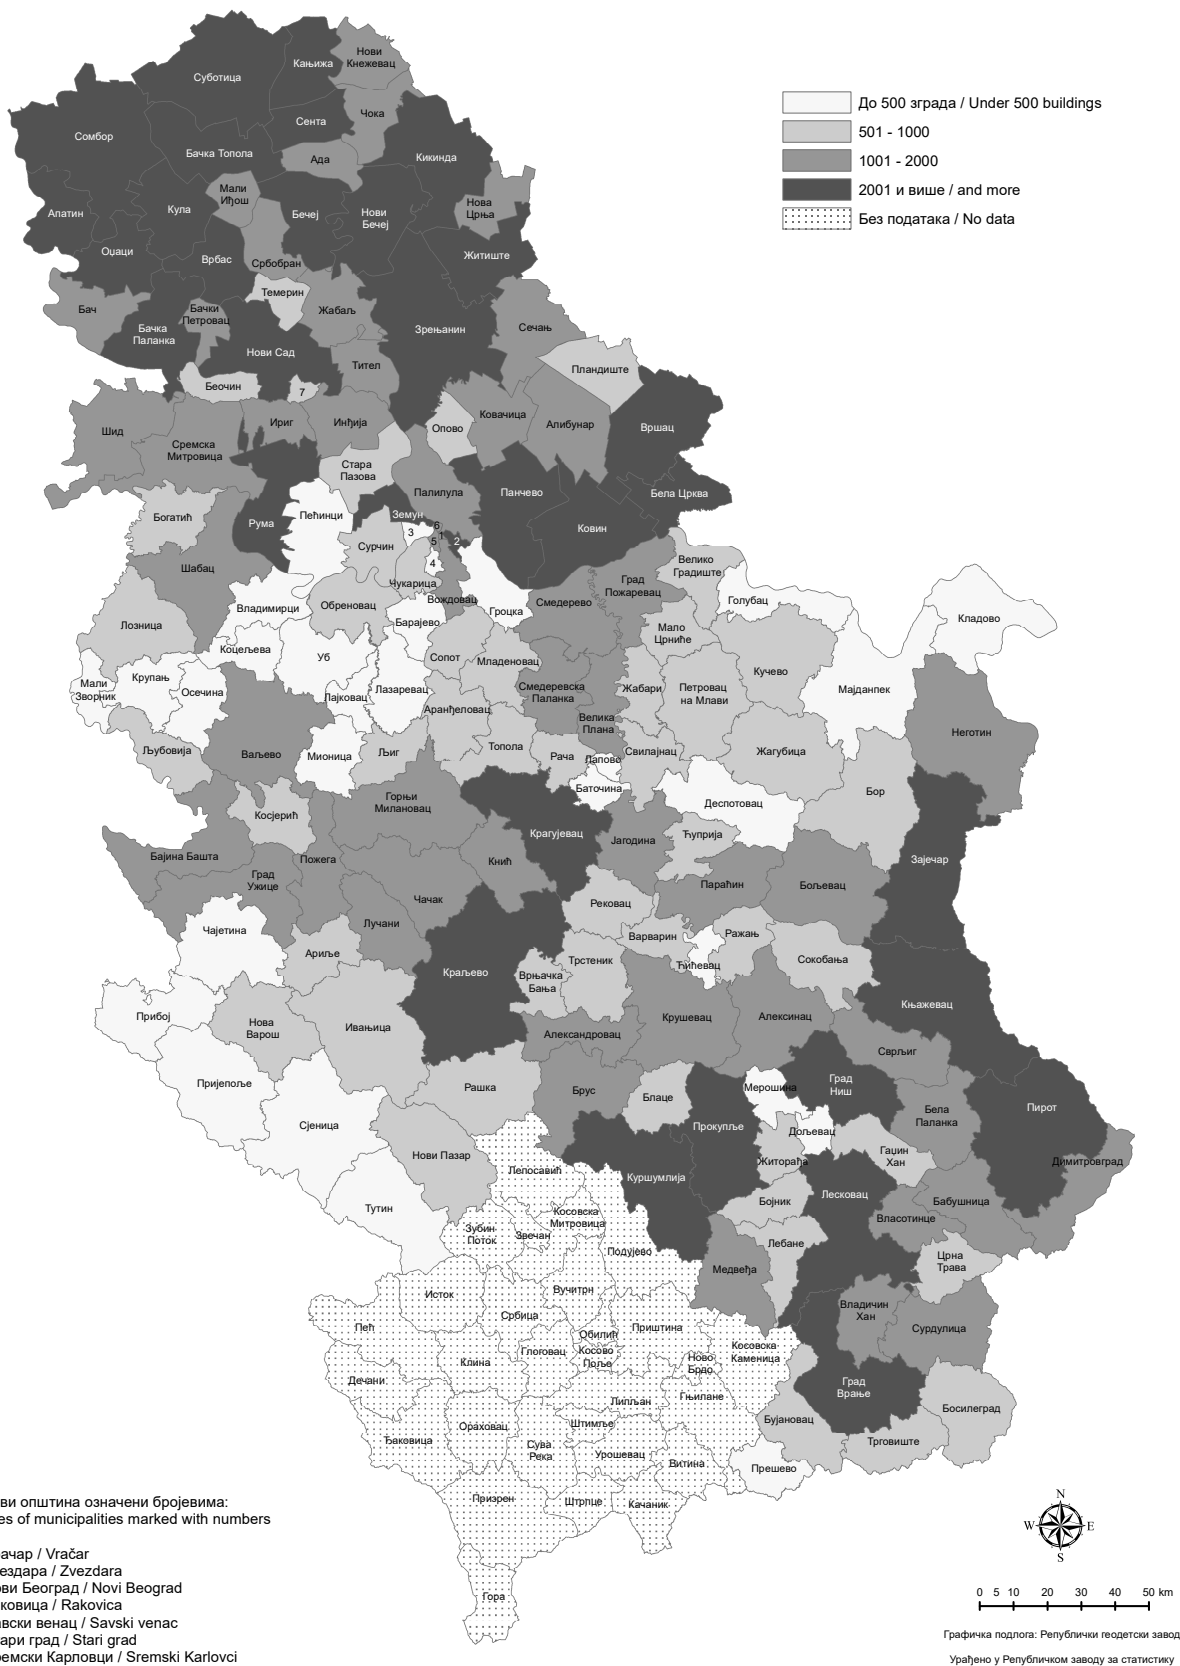 Суботица
Кањижа
Нови
Кнежевац
Сомбор
Сента
Чока
Бачка Топола
Ада
Кикинда
Апатин
Кула
Мали
Иђош
Бечеј
Нови
Бечеј
Нова
Црња
Оџаци
Врбас
Србобран
Житиште
Темерин
Бач
Бачка
Паланка
Бачки
Петровац
Жабаљ
Зрењанин
Сечањ
Нови Сад
Тител
Пландиште
Беочин
7
Шид
Сремска
Митровица
Ириг
Инђија
Опово
Ковачица
Алибунар
Вршац
Стара
Пазова
Палилула
Панчево
Бела Црква
Богатић
Рума
Пећинци
Земун
6
3
1
5
2
4
Ковин
Сурчин
Шабац
Чукарица
Вождовац
Велико
Градиште
Град
Пожаревац
Голубац
Кладово
Владимирци
Обреновац
Барајево
Гроцка
Смедерево
Лозница
Коцељева
Уб
Сопот
Младеновац
Мало
Црниће
Кучево
Мајданпек
Мали
Зворник
Крупањ
Осечина
Лајковац
Лазаревац
Смедеревска
Паланка
Жабари
Петровац
на Млави
Аранђеловац
Велика
Плана
Неготин
Љубовија
Ваљево
Мионица
Љиг
Топола
Рача
Лапово
Свилајнац
Жагубица
Баточина
Бор
Косјерић
Горњи
Милановац
Деспотовац
Крагујевац
Јагодина
Ћуприја
Бајина Башта
Град
Ужице
Пожега
Кнић
Зајечар
Чачак
Параћин
Бољевац
Лучани
Рековац
Чајетина
Ариље
Варварин
Ражањ
Краљево
Врњачка
Бања
Трстеник
Ћићевац
Сокобања
Прибој
Нова
Варош
Ивањица
Александровац
Крушевац
Алексинац
Књажевац
Сврљиг
Пријепоље
Рашка
Брус
Блаце
Мерошина
Град
Ниш
Бела
Паланка
Пирот
Сјеница
Прокупље
Дољевац
Нови Пазар
Житорађа
Гаџин
Хан
Димитровград
Лепосавић
Куршумлија
Тутин
Косовска
Митровица
Бојник
Лесковац
Бабушница
Власотинце
Зубин
Поток
Звечан
Подујево
Лебане
Медвеђа
Црна
Трава
Исток
Вучитрн
Владичин
Хан
Сурдулица
Пећ
Србица
Обилић
Приштина
Глоговац
Косово
Поље
Клина
Ново
Брдо
Косовска
Каменица
Дечани
Град
Врање
Липљан
Гњилане
Босилеград
Ораховац
Штимље
Бујановац
Ђаковица
Сува
Река
Урошевац
Витина
Трговиште
Прешево
Призрен
Штрпце
Качаник
Гора
До 500 зграда / Under 500 buildings
501 - 1000
1001 - 2000
2001 и више / and more
Без података / No data
ви општина означени бројевима:
es of municipalities marked with numbers
ачар / Vračar
ездара / Zvezdara
ови Београд / Novi Beograd
ковица / Rakovica
авски венац / Savski venac
ари град / Stari grad
ремски Карловци / Sremski Karlovci
N
W E
S
0 5 10 20 30 40 50 km
Графичка подлога: Републички геодетски завод
Урађено у Републичком заводу за статистику